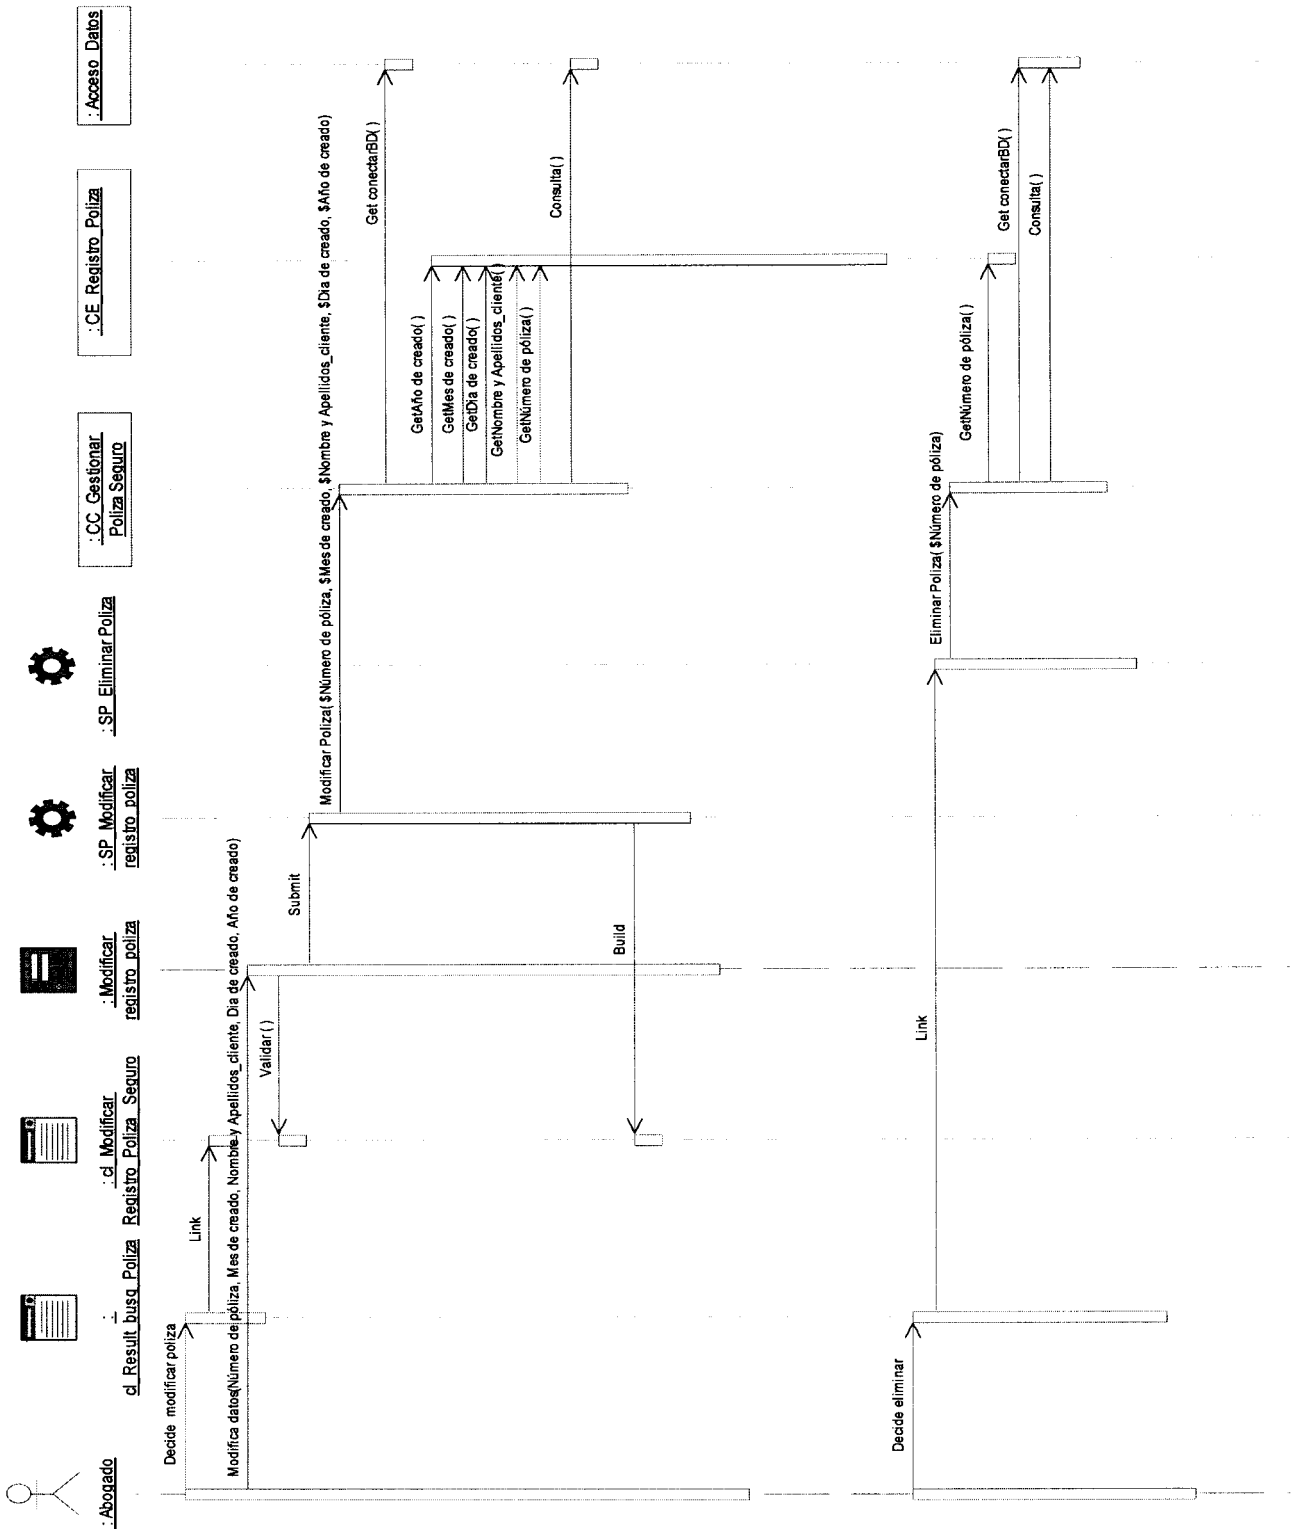 : Abogado
:
cl_Result_busq_Poliza
: cl_Modificar
Registro_Poliza_Seguro
: Modificar
registro_poliza
: SP_Modificar
registro_poliza
: SP_Eliminar Poliza
: CC_Gestionar
Poliza Seguro
: CE_Registro_Poliza
: Acceso_Datos
Decide modificar poliza
Link
Modifica datos(Número de póliza, Mes de creado, Nombre y Apellidos_cliente, Dia de creado, Año de creado)
Validar ( )
Submit
Modificar Poliza( $Número de póliza, $Mes de creado, $Nombre y Apellidos_cliente, $Dia de creado, $Año de creado)
Get conectarBD( )
GetAño de creado( )
GetMes de creado( )
GetDia de creado( )
GetNombre y Apellidos_cliente( )
GetNúmero de póliza( )
Consulta( )
Build
Decide eliminar
Link
Eliminar Poliza( $Número de póliza)
GetNúmero de póliza( )
Get conectarBD( )
Consulta( )